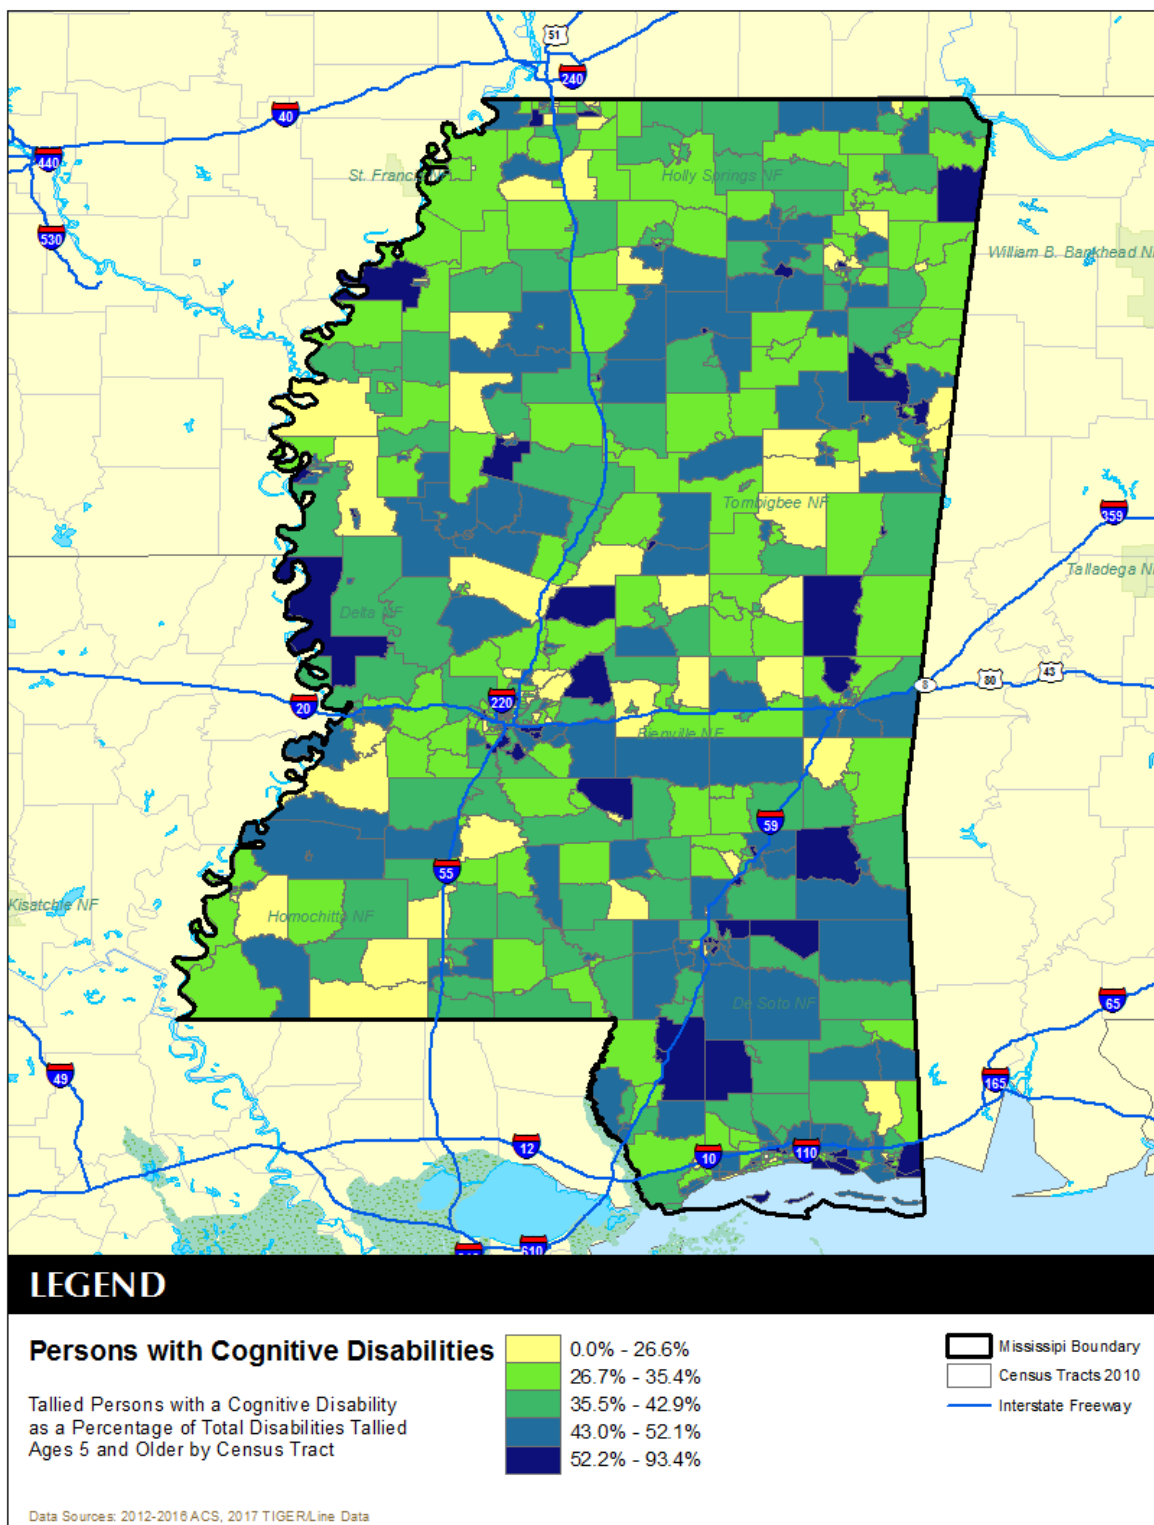 51
240
40
440
St. Francis NF
Holly Springs NF
530
William B. Bankhead NF
Tombigbee NF
359
Talladega NF
Delta NF
8
80
43
220
20
Bienville NF
59
55
Kisatchie NF
Homochitto NF
De Soto NF
65
49
165
12
10
110
610
LEGEND
Persons with Cognitive Disabilities
Tallied Persons with a Cognitive Disability
as a Percentage of Total Disabilities Tallied
Ages 5 and Older by Census Tract
0.0% - 26.6%
26.7% - 35.4%
35.5% - 42.9%
43.0% - 52.1%
52.2% - 93.4%
Mississipi Boundary
Census Tracts 2010
Interstate Freeway
Data Sources: 2012-2016 ACS, 2017 TIGER/Line Data